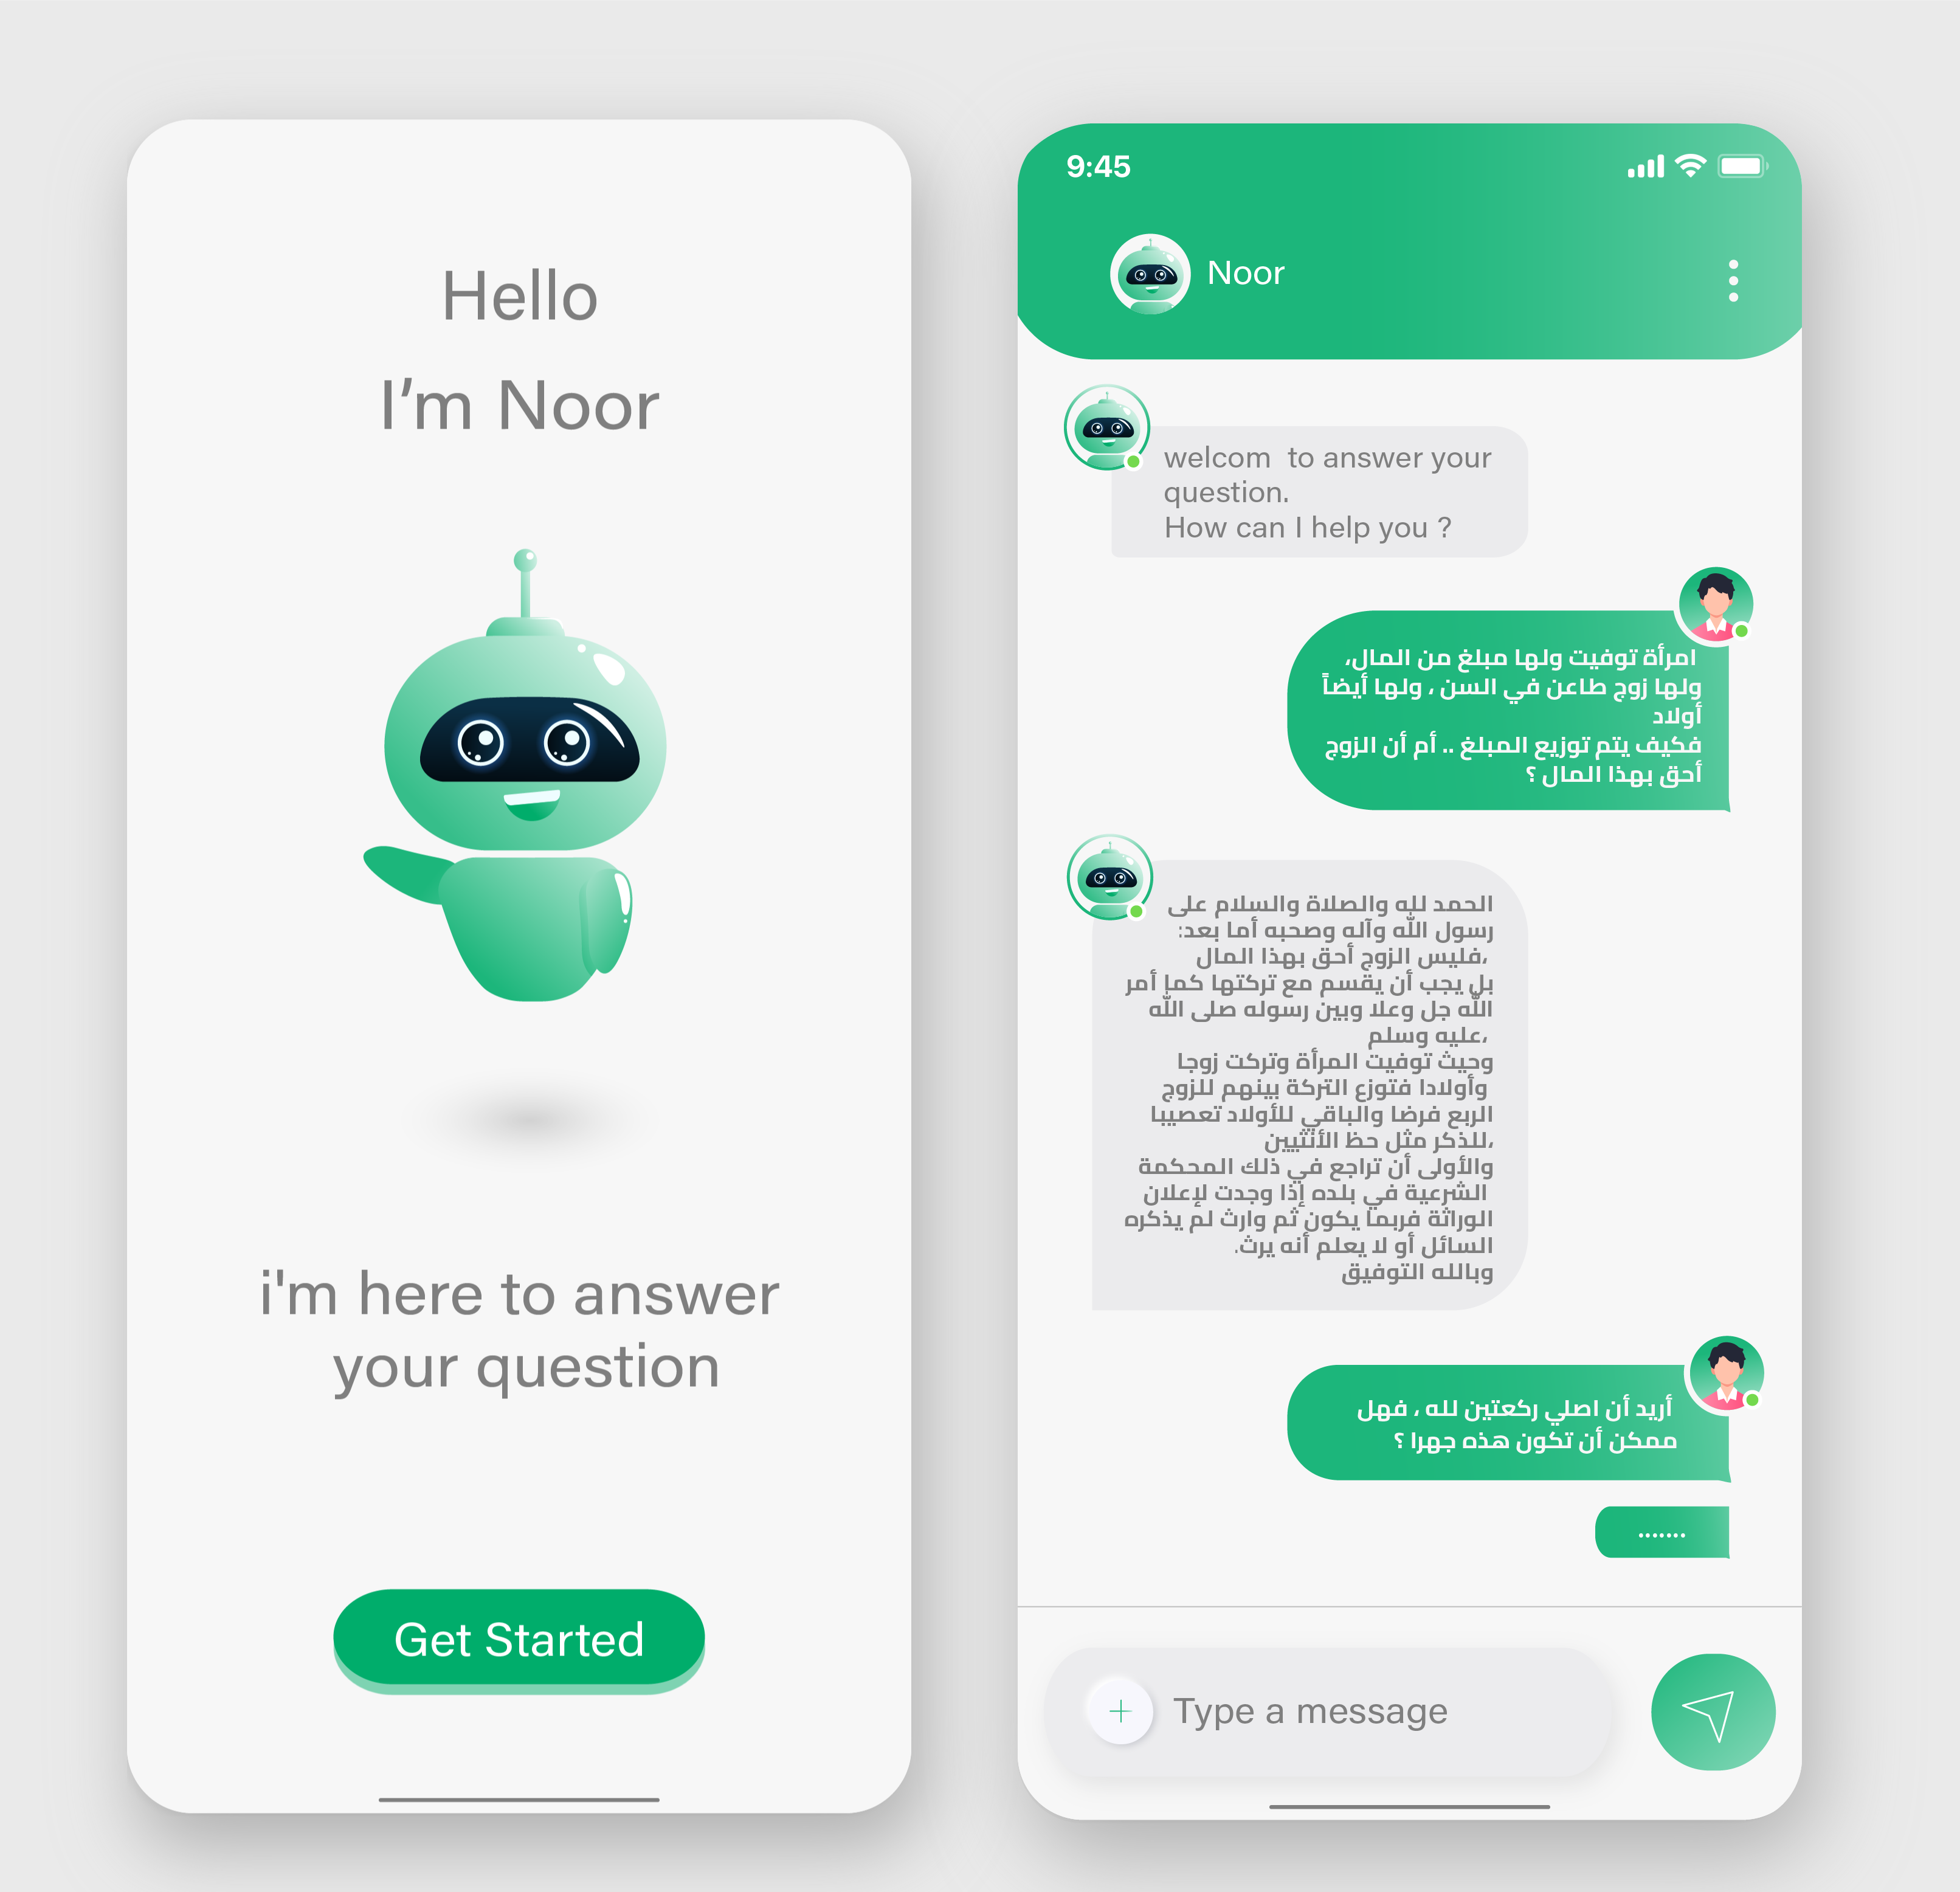 Hello
I'm Noor
i'm here to answer
your question
Get Started
9:45
Noor
welcom to answer your
question.
How can I help you ?
امرأة توفيت ولها مبلغ من المال،
ولها زوج طاعن في السن ، ولها أيضاً
أولاد
فكيف يتم توزيع المبلغ .. أم أن الزوج
أحق بهذا المال ؟
الحمد لله والصلاة والسلام على
رسول الله وآله وصحبه أما بعد:
،فليس الزوج أحق بهذا المال
بل يجب أن يقسم مع تركتها كما أمر
الله جل وعلا وبين رسوله صلى الله
،عليه وسلم
وحيث توفيت المرأة وتركت زوجا
وأولادا فتوزع التركة بينهم للزوج
الربع فرضا والباقي للأولاد تعصيبا
،للذكر مثل حظ الأنثيين
والأولى أن تراجع في ذلك المحكمة
الشرعية في بلده إذا وجدت لإعلان
الوراثة فربما يكون ثم وارث لم يذكره
السائل أو لا يعلم أنه يرث.
وبالله التوفيق
أريد أن اصلي ركعتين لله ، فهل
ممكن أن تكون هذه جهرا ؟
.......
Type a message